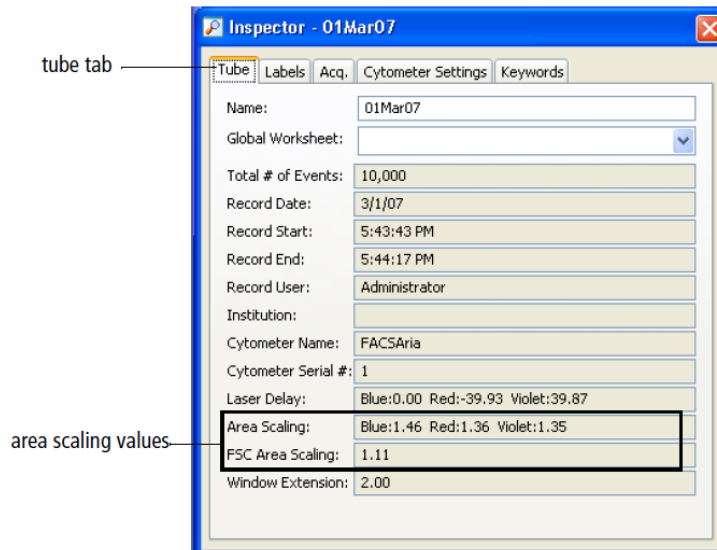 Inspector - 01Mar07
tube tab
Tube Labels Acq. Cytometer Settings Keywords
Name: 01Mar07
Global Worksheet:
Total # of Events: 10,000
Record Date: 3/1/07
Record Start: 5:43:43 PM
Record End: 5:44:17 PM
Record User: Administrator
Institution:
Cytometer Name: FACSAria
Cytometer Serial #: 1
Laser Delay: Blue:0.00 Red:-39.93 Violet:39.87
area scaling values
Area Scaling: Blue:1.46 Red:1.36 Violet:1.35
FSC Area Scaling: 1.11
Window Extension: 2.00